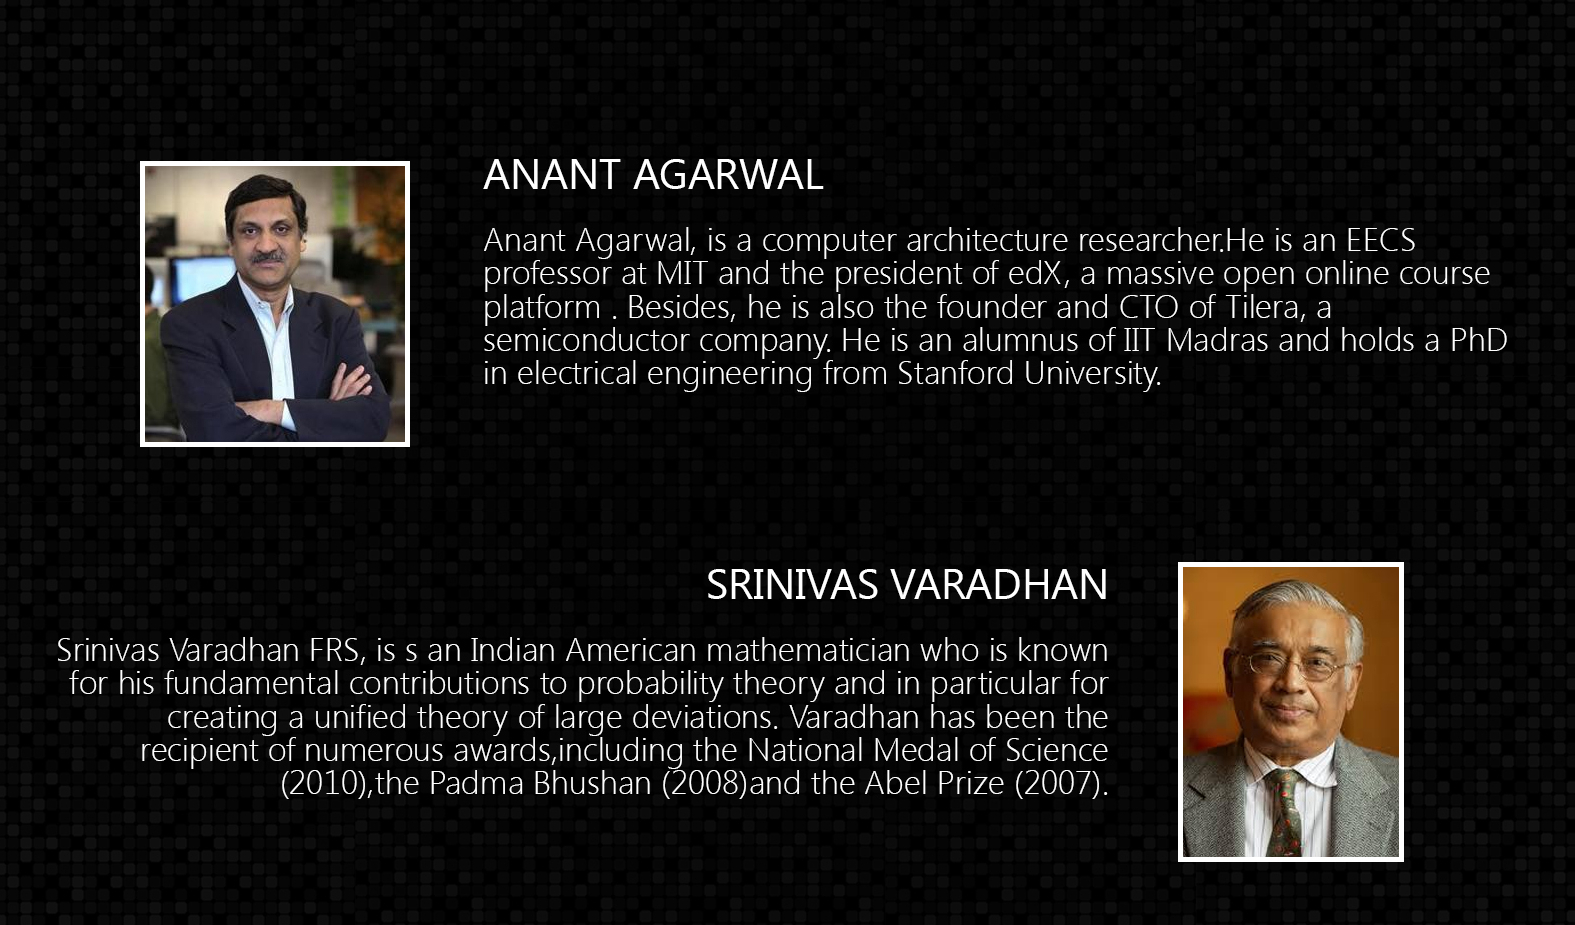 ANANT AGARWAL
Anant Agarwal, is a computer architecture researcher.He is an EECS
professor at MIT and the president of edX, a massive open online course
platform . Besides, he is also the founder and CTO of Tilera, a
semiconductor company. He is an alumnus of IIT Madras and holds a PhD
in electrical engineering from Stanford University.
SRINIVAS VARADHAN
Srinivas Varadhan FRS, is s an Indian American mathematician who is known
for his fundamental contributions to probability theory and in particular for
creating a unified theory of large deviations. Varadhan has been the
recipient of numerous awards,including the National Medal of Science
(2010),the Padma Bhushan (2008)and the Abel Prize (2007).